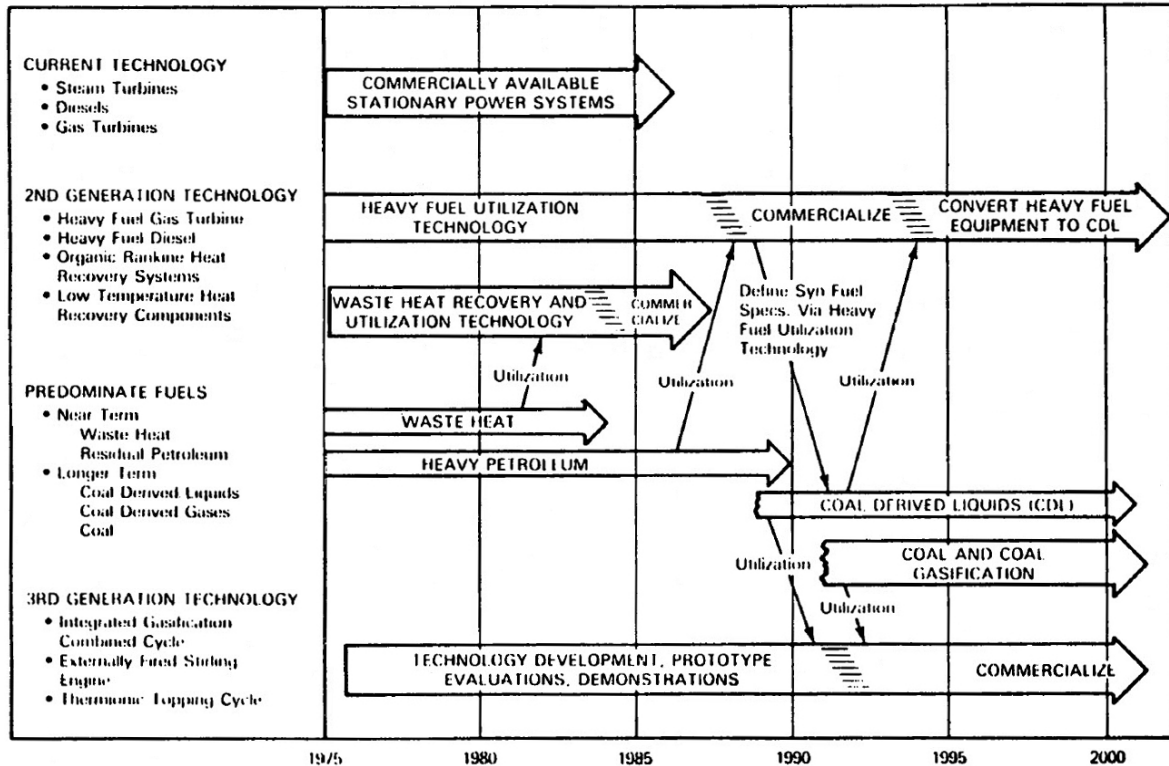 CURRENT TECHNOLOGY
• Steam Turbines
• Diesels
• Gas Turbines
COMMERCIALLY AVAILABLE
STATIONARY POWER SYSTEMS
2ND GENERATION TECHNOLOGY
• Heavy Fuel Gas Turbine
• Heavy Fuel Diesel
• Organic Rankine Heat
Recovery Systems
• Low Temperature Heat
Recovery Components
HEAVY FUEL UTILIZATION
TECHNOLOGY
COMMERCIALIZE
CONVERT HEAVY FUEL
EQUIPMENT TO CDL
WASTE HEAT RECOVERY AND
UTILIZATION TECHNOLOGY
COMMER
CIALIZE
Define Syn Fuel
Specs. Via Heavy
Fuel Utilization
Technology
Utilization
Utilization
Utilization
PREDOMINATE FUELS
• Near Term
Waste Heat
Residual Petroleum
• Longer Term
Coal Derived Liquids
Coal Derived Gases
Coal
WASTE HEAT
HEAVY PETROLEUM
COAL DERIVED LIQUIDS (CDL)
COAL AND COAL
GASIFICATION
Utilization
Utilization
3RD GENERATION TECHNOLOGY
• Integrated Gasification
Combined Cycle
• Externally Fired Stirling
Engine
• Thermionic Topping Cycle
TECHNOLOGY DEVELOPMENT, PROTOTYPE
EVALUATIONS, DEMONSTRATIONS
COMMERCIALIZE
1975 1980 1985 1990 1995 2000